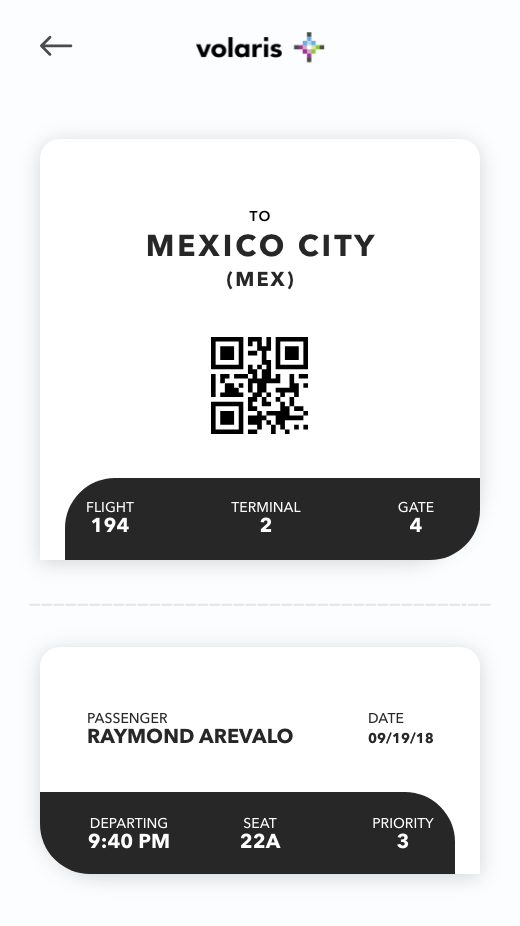 volaris
TO
MEXICO CITY
(MEX)
FLIGHT TERMINAL GATE
194 2 4
PASSENGER DATE
RAYMOND AREVALO 09/19/18
DEPARTING SEAT PRIORITY
9:40 PM 22A 3